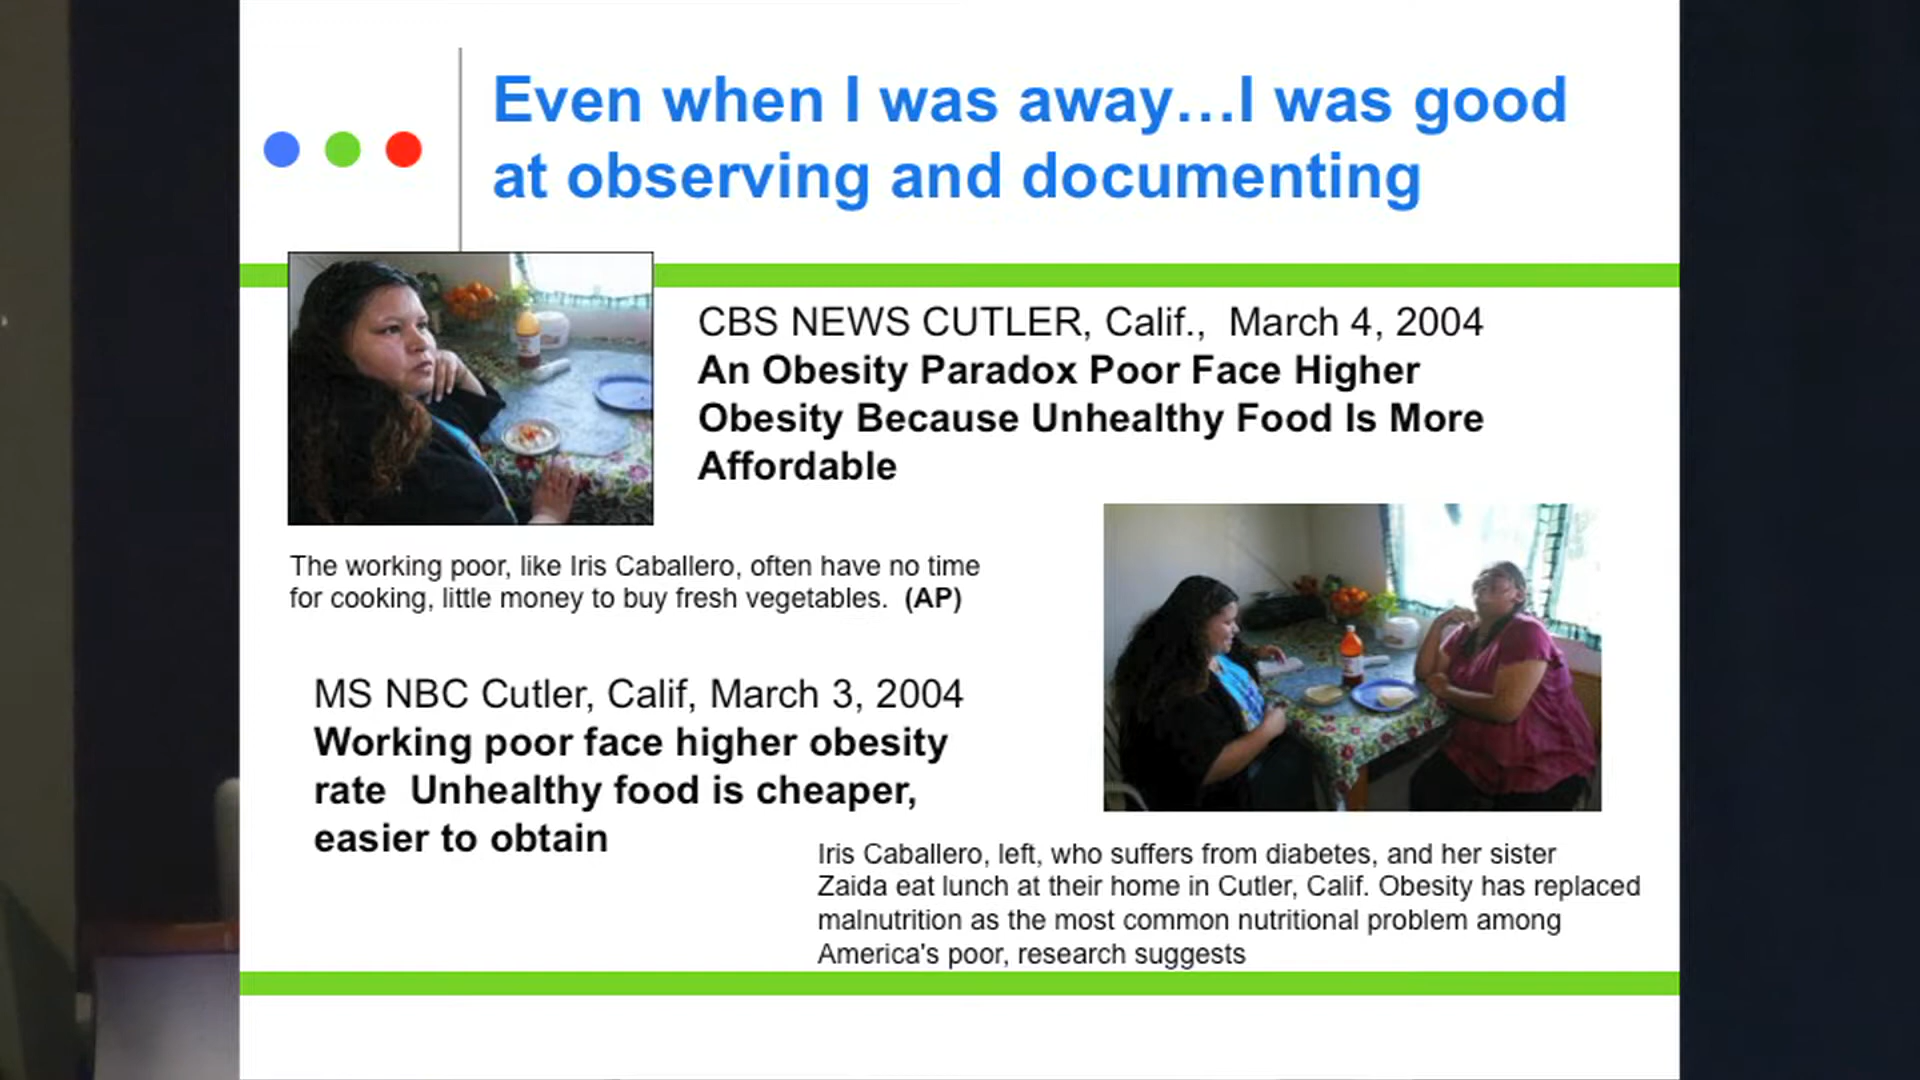 Even when I was away…I was good
at observing and documenting
CBS NEWS CUTLER, Calif.,  March 4, 2004
An Obesity Paradox Poor Face Higher
Obesity Because Unhealthy Food Is More
Affordable
The working poor, like Iris Caballero, often have no time
for cooking, little money to buy fresh vegetables.  (AP)
MS NBC Cutler, Calif, March 3, 2004
Working poor face higher obesity
rate  Unhealthy food is cheaper,
easier to obtain
Iris Caballero, left, who suffers from diabetes, and her sister
Zaida eat lunch at their home in Cutler, Calif. Obesity has replaced
malnutrition as the most common nutritional problem among
America's poor, research suggests